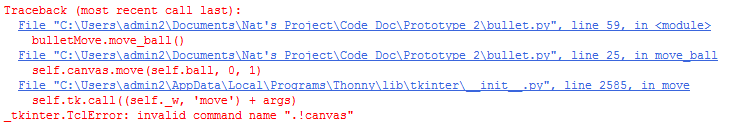 Traceback (most recent call last):
  File "C:\Users\admin2\Documents\Nat's Project\Code Doc\Prototype 2\bullet.py", line 59, in <module>
    bulletMove.move_ball()
  File "C:\Users\admin2\Documents\Nat's Project\Code Doc\Prototype 2\bullet.py", line 25, in move_ball
    self.canvas.move(self.ball, 0, 1)
  File "C:\Users\admin2\AppData\Local\Programs\Thonny\lib\tkinter\__init__.py", line 2585, in move
    self.tk.call((self._w, 'move') + args)
_tkinter.TclError: invalid command name ".!canvas"